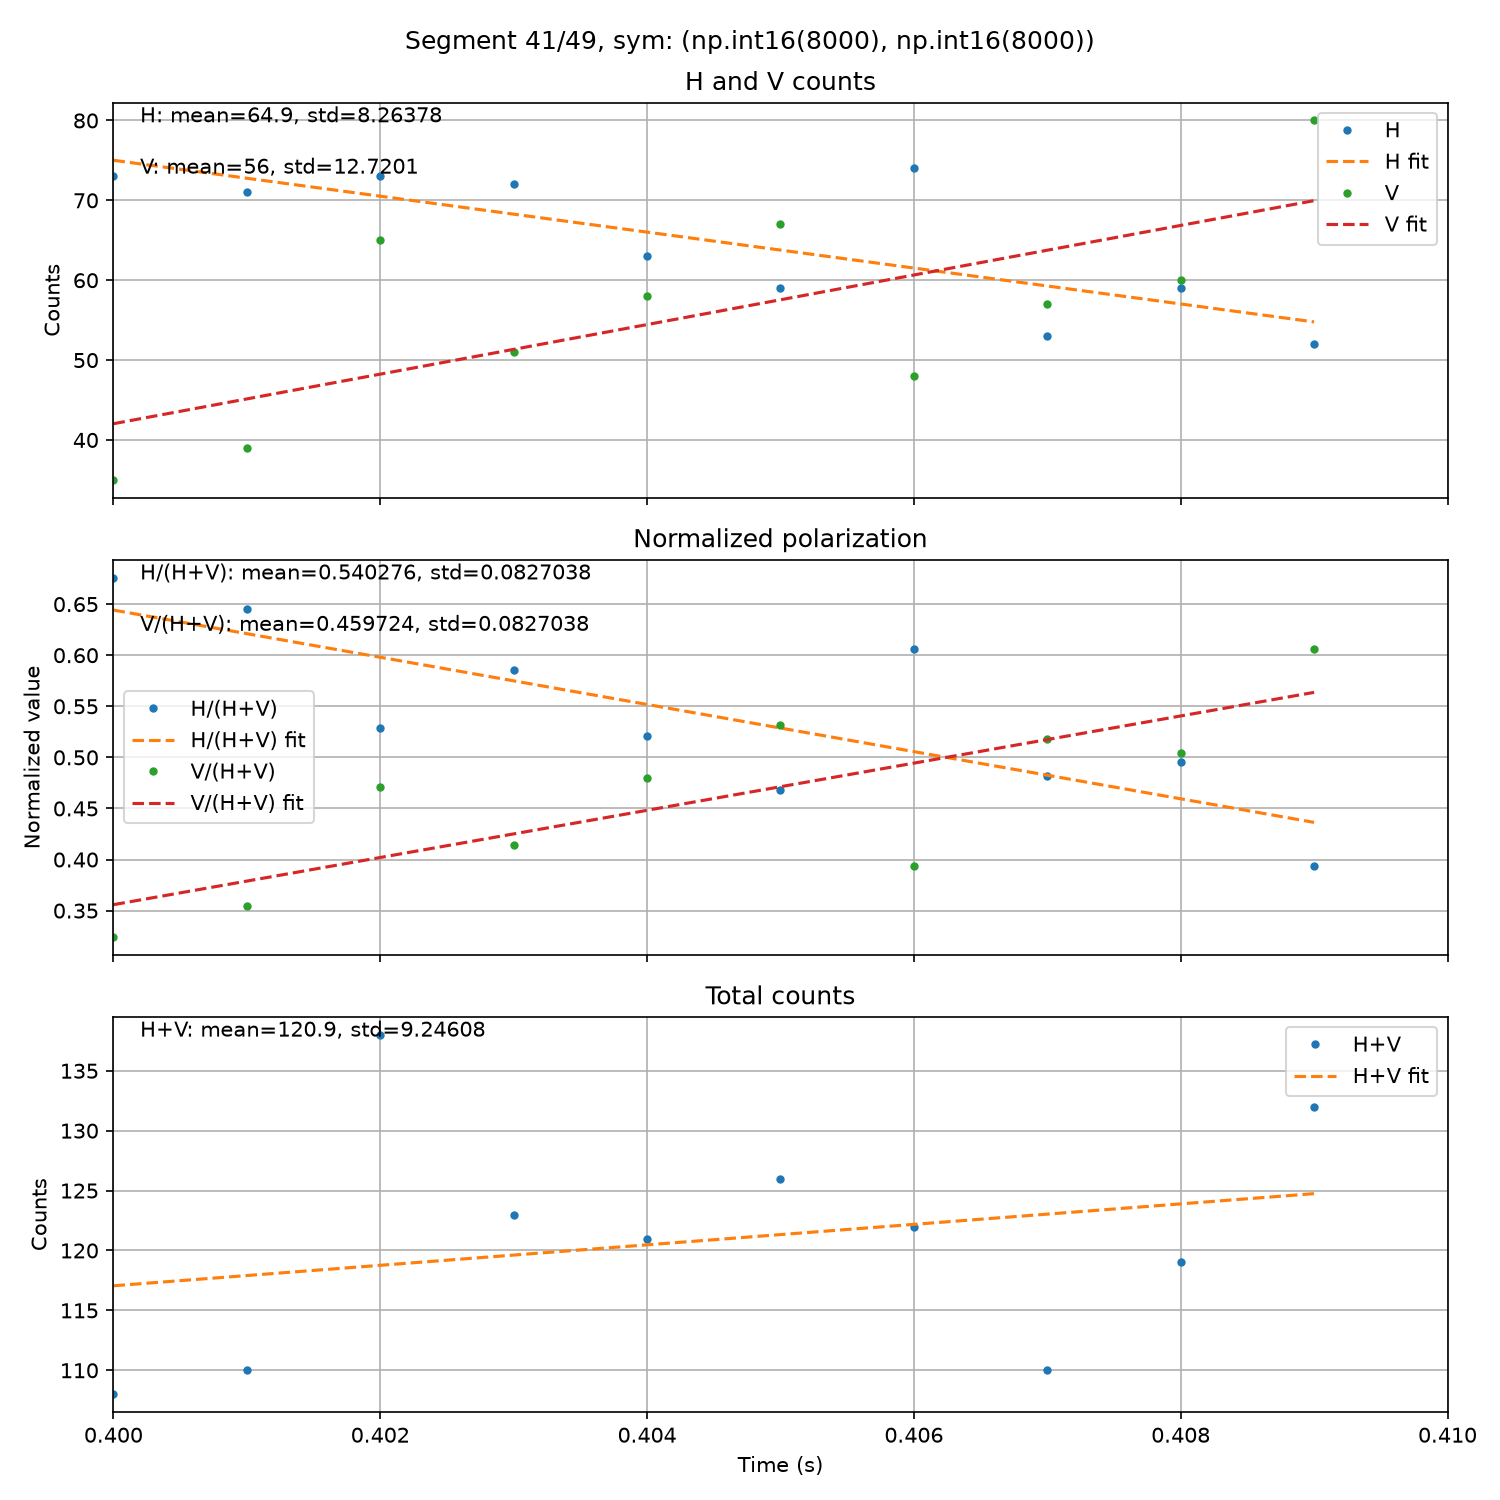 Segment 41/49, sym: (np.int16(8000), np.int16(8000))
H and V counts
H: mean=64.9, std=8.26378
V: mean=56, std=12.7201
80
70
60
50
40
Counts
H
H fit
V
V fit
Normalized polarization
H/(H+V): mean=0.540276, std=0.0827038
V/(H+V): mean=0.459724, std=0.0827038
0.65
0.60
0.55
0.50
0.45
0.40
0.35
Normalized value
H/(H+V)
H/(H+V) fit
V/(H+V)
V/(H+V) fit
Total counts
H+V: mean=120.9, std=9.24608
135
130
125
120
115
110
Counts
H+V
H+V fit
0.400 0.402 0.404 0.406 0.408 0.410
Time (s)